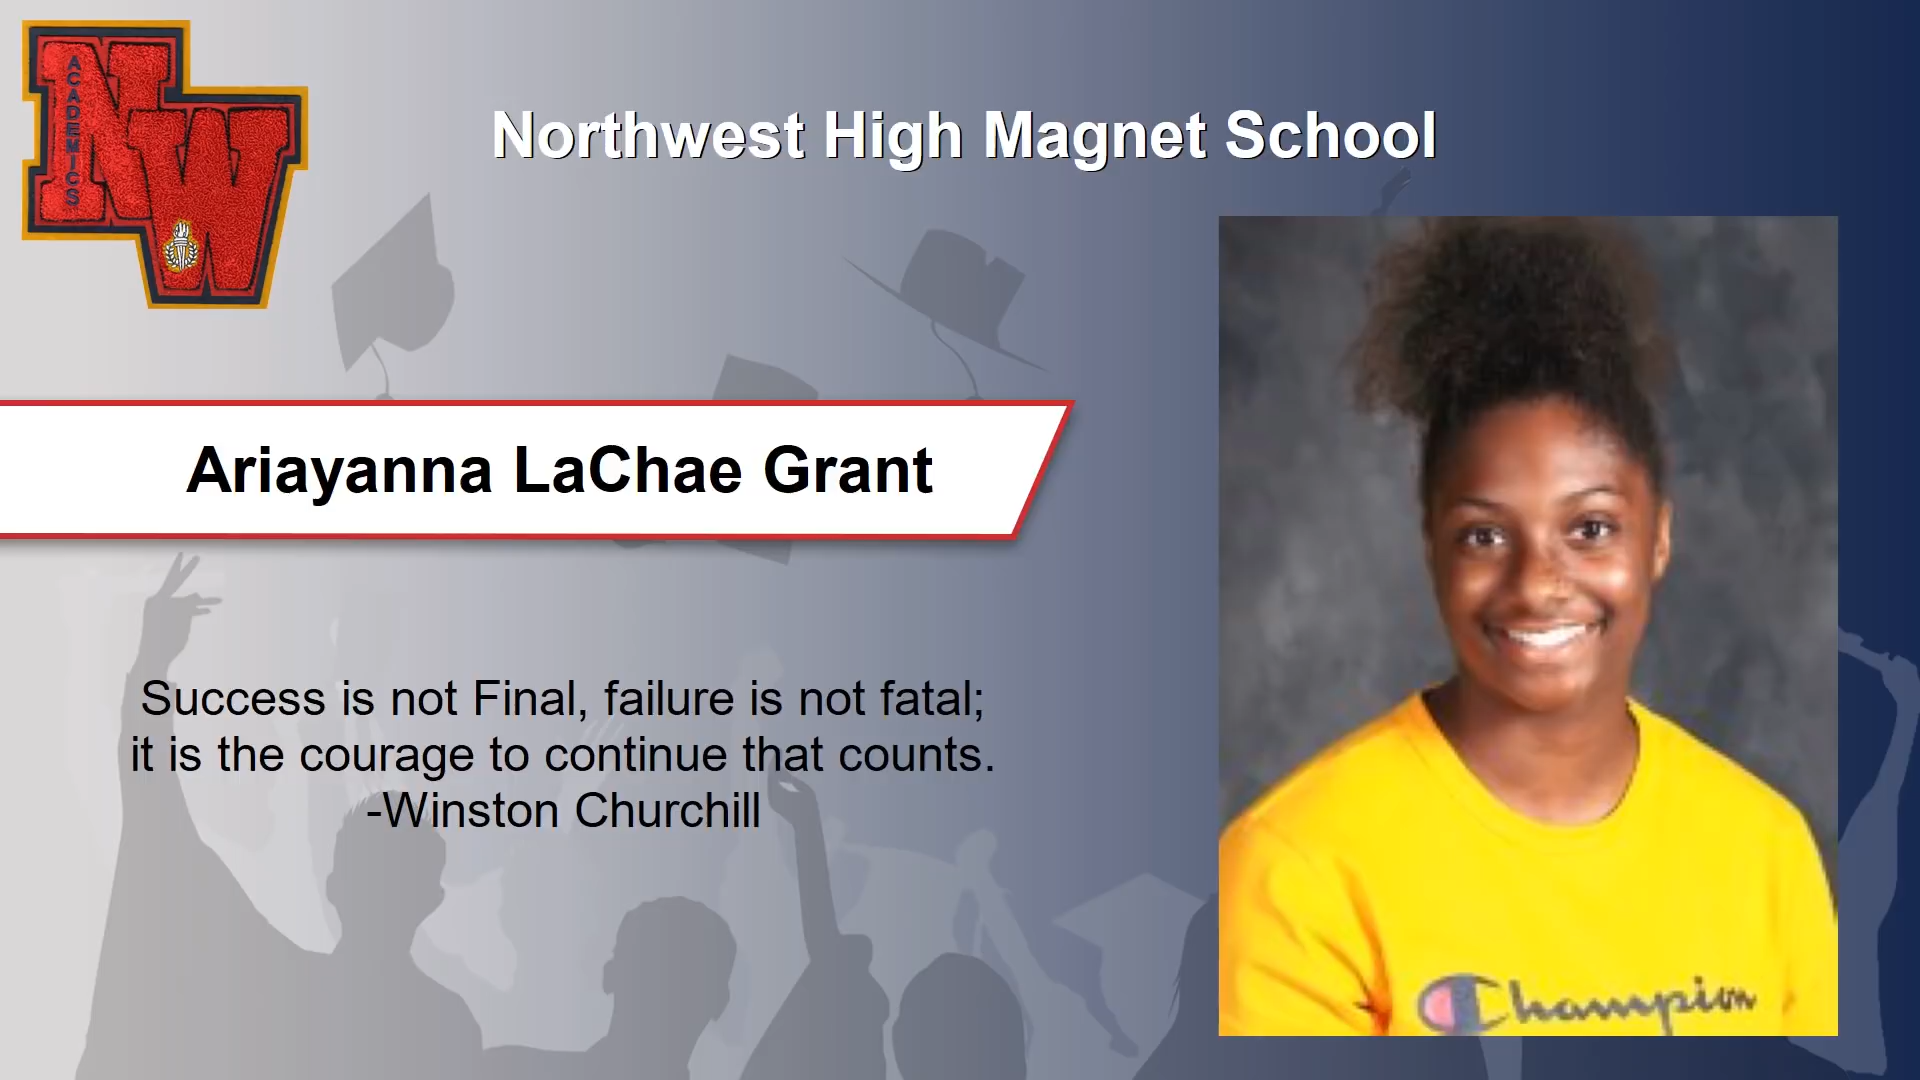 ACADEMICS
NW
Northwest High Magnet School
Ariayanna LaChae Grant
Success is not Final, failure is not fatal;
it is the courage to continue that counts.
-Winston Churchill
Champion